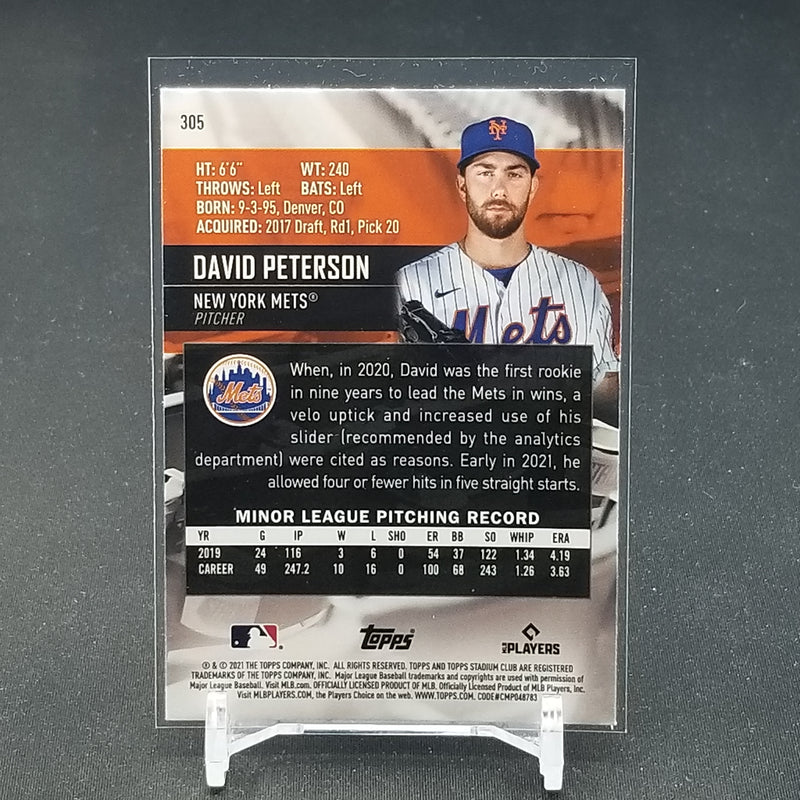 305
HT: 6'6" WT: 240
THROWS: Left BATS: Left
BORN: 9-3-95, Denver, CO
ACQUIRED: 2017 Draft, Rd1, Pick 20
DAVID PETERSON
NEW YORK METS®
PITCHER
NY
Mets
Mets
When, in 2020, David was the first rookie
in nine years to lead the Mets in wins, a
velo uptick and increased use of his
slider (recommended by the analytics
department) were cited as reasons. Early in 2021, he
allowed four or fewer hits in five straight starts.
MINOR LEAGUE PITCHING RECORD
YR G IP W L SHO ER BB SO WHIP ERA
2019 24 116 3 6 0 54 37 122 1.34 4.19
CAREER 49 247.2 10 16 0 100 68 243 1.26 3.63
topps® MLB PLAYERS
® & © 2021 THE TOPPS COMPANY, INC. ALL RIGHTS RESERVED. TOPPS AND TOPPS STADIUM CLUB ARE REGISTERED
TRADEMARKS OF THE TOPPS COMPANY, INC. Major League Baseball trademarks and copyrights are used with permission of
Major League Baseball. Visit MLB.com. OFFICIALLY LICENSED PRODUCT OF MLB. Officially Licensed Product of MLB Players, Inc.
Visit MLBPLAYERS.COM, the Players Choice on the web. WWW.TOPPS.COM. CODE#CMP048783